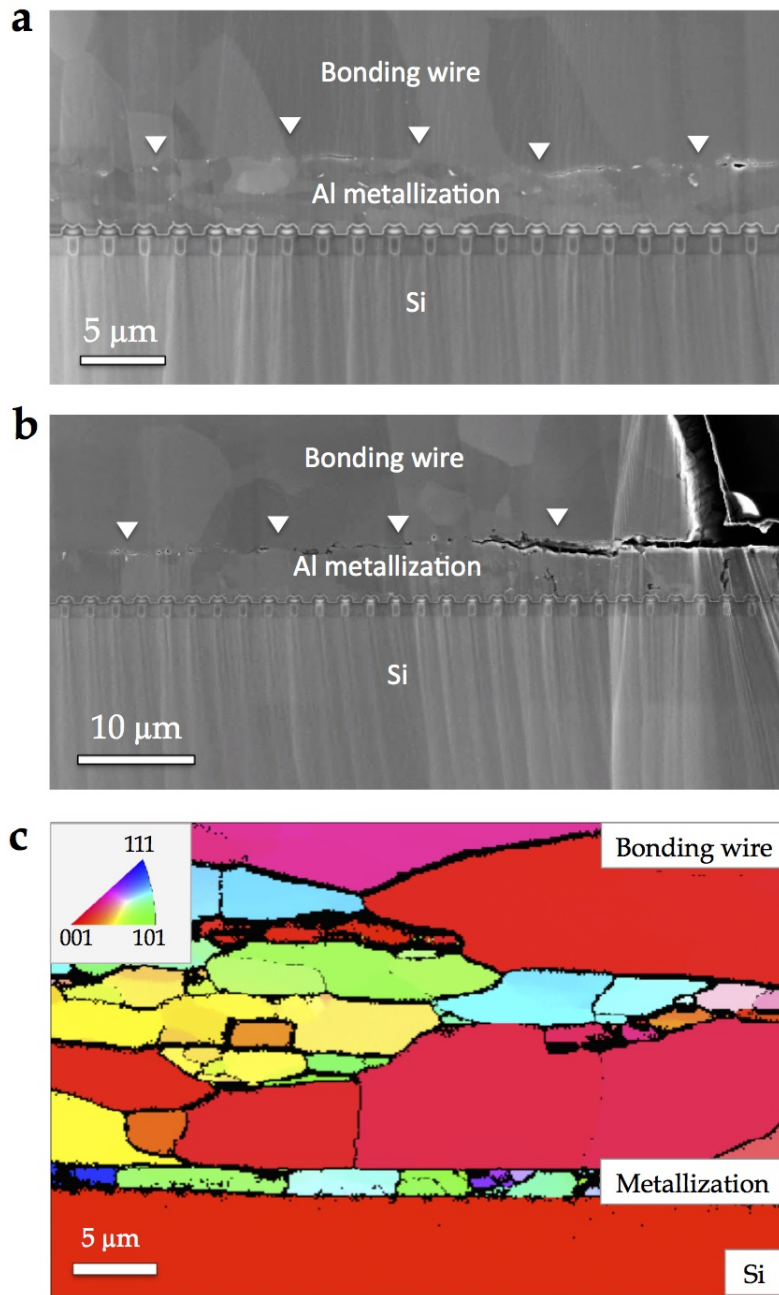 a
Bonding wire
Al metallization
Si
5 µm
b
Bonding wire
Al metallization
Si
10 µm
c
111
001
101
Bonding wire
Metallization
5 µm
Si